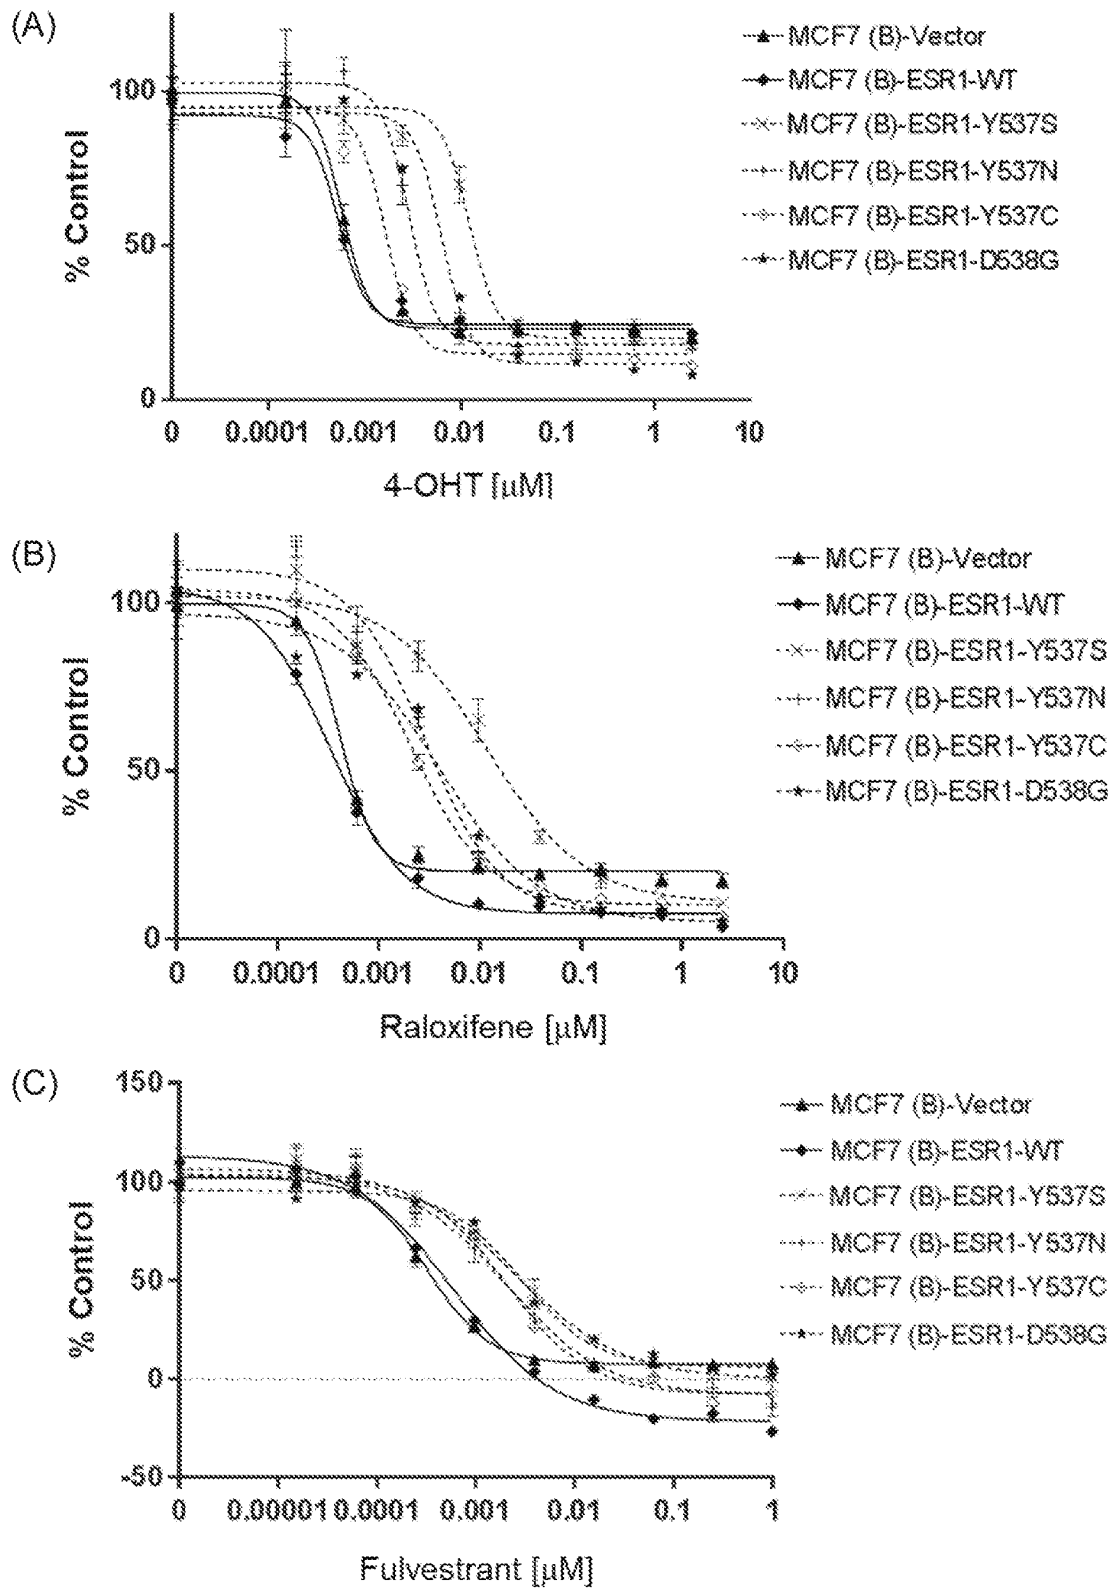 (A)
100
50
0
% Control
0 0.0001 0.001 0.01 0.1 1 10
4-OHT [µM]
MCF7 (B)-Vector
MCF7 (B)-ESR1-WT
MCF7 (B)-ESR1-Y537S
MCF7 (B)-ESR1-Y537N
MCF7 (B)-ESR1-Y537C
MCF7 (B)-ESR1-D538G
(B)
100
50
0
% Control
0 0.0001 0.001 0.01 0.1 1 10
Raloxifene [µM]
MCF7 (B)-Vector
MCF7 (B)-ESR1-WT
MCF7 (B)-ESR1-Y537S
MCF7 (B)-ESR1-Y537N
MCF7 (B)-ESR1-Y537C
MCF7 (B)-ESR1-D538G
(C)
150
100
50
0
-50
% Control
0 0.00001 0.0001 0.001 0.01 0.1 1
Fulvestrant [µM]
MCF7 (B)-Vector
MCF7 (B)-ESR1-WT
MCF7 (B)-ESR1-Y537S
MCF7 (B)-ESR1-Y537N
MCF7 (B)-ESR1-Y537C
MCF7 (B)-ESR1-D538G